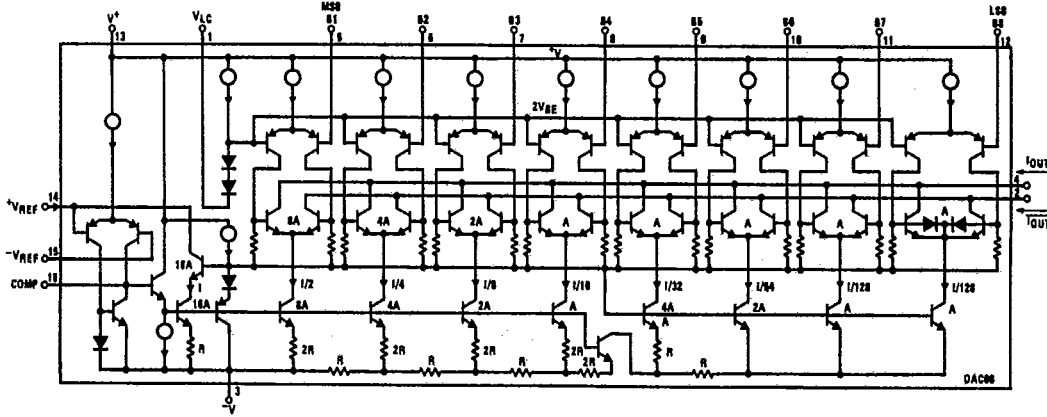 MSB LSB
V+ VLC B1 B2 B3 B4 B5 B6 B7 B8
13 1 5 6 7 8 9 10 11 12
+V
2VBE
IOUT
4
2
IOUT
+VREF 14
8A 4A 2A A A A A A
-VREF 15
COMP 16
16A
I I/2 I/4 I/8 I/16 I/32 I/64 I/128 I/128
16A 8A 4A 2A A 4A 2A A A
A
R 2R 2R 2R 2R R
R R R 2R R
3
-V
DAC08